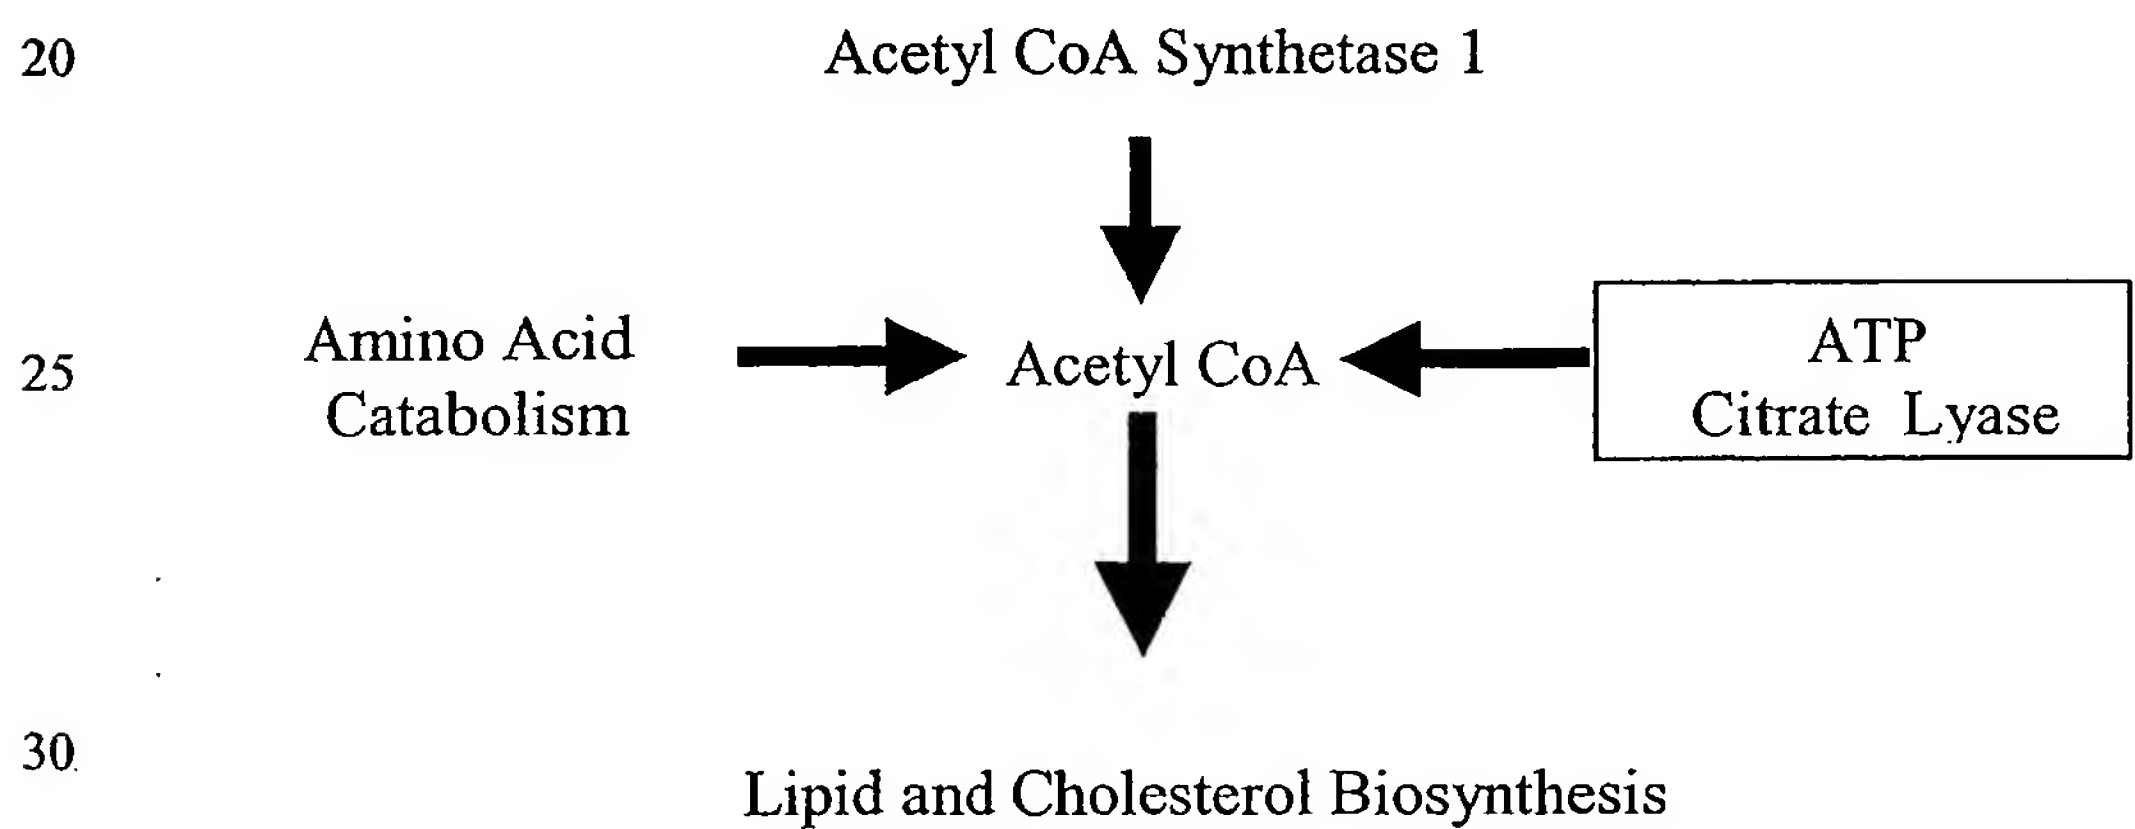 20
Acetyl CoA Synthetase 1
25
Amino Acid
Catabolism
Acetyl CoA
ATP
Citrate Lyase
30
Lipid and Cholesterol Biosynthesis